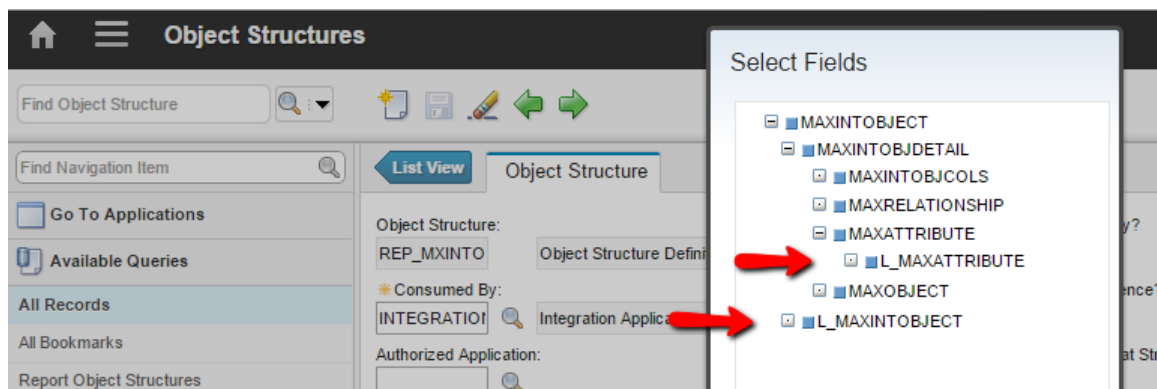 Object Structures
Select Fields
Find Object Structure
MAXINTOBJECT
MAXINTOBJDETAIL
Find Navigation Item
List View
Object Structure
MAXINTOBJCOLS
MAXRELATIONSHIP
Go To Applications
Object Structure:
y?
MAXATTRIBUTE
REP_MXINTO
Object Structure Defini
Available Queries
L_MAXATTRIBUTE
Consumed By:
MAXOBJECT
ence?
All Records
INTEGRATION
Integration Applica
L_MAXINTOBJECT
All Bookmarks
Authorized Application:
at Str
Report Object Structures